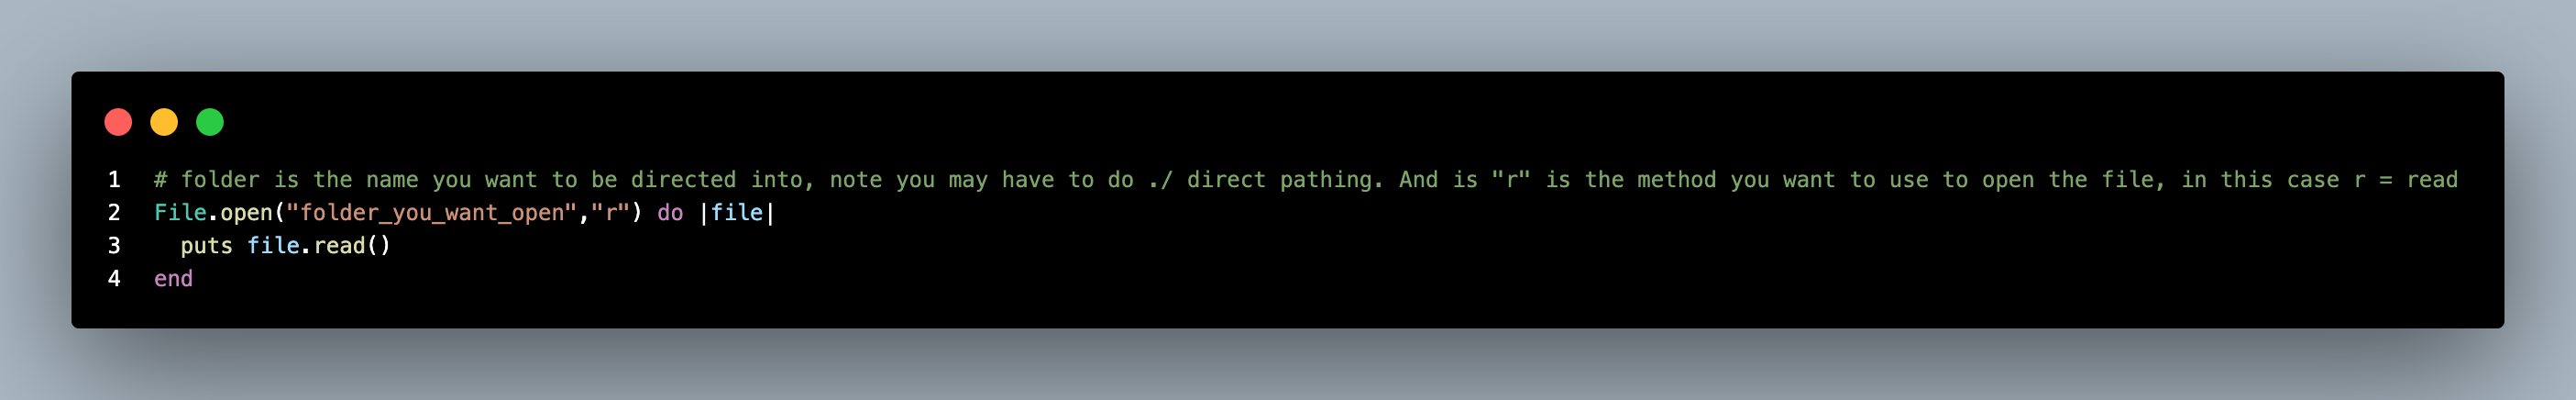 1 # folder is the name you want to be directed into, note you may have to do ./ direct pathing. And is "r" is the method you want to use to open the file, in this case r = read
2 File.open("folder_you_want_open","r") do |file|
3   puts file.read()
4 end